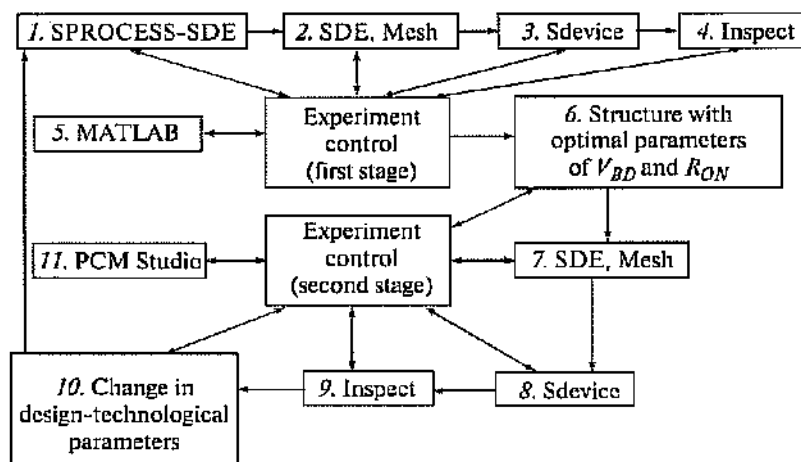 1. SPROCESS-SDE
2. SDE, Mesh
3. Sdevice
4. Inspect
5. MATLAB
Experiment
control
(first stage)
6. Structure with
optimal parameters
of V_BD and R_ON
11. PCM Studio
Experiment
control
(second stage)
7. SDE, Mesh
10. Change in
design-technological
parameters
9. Inspect
8. Sdevice